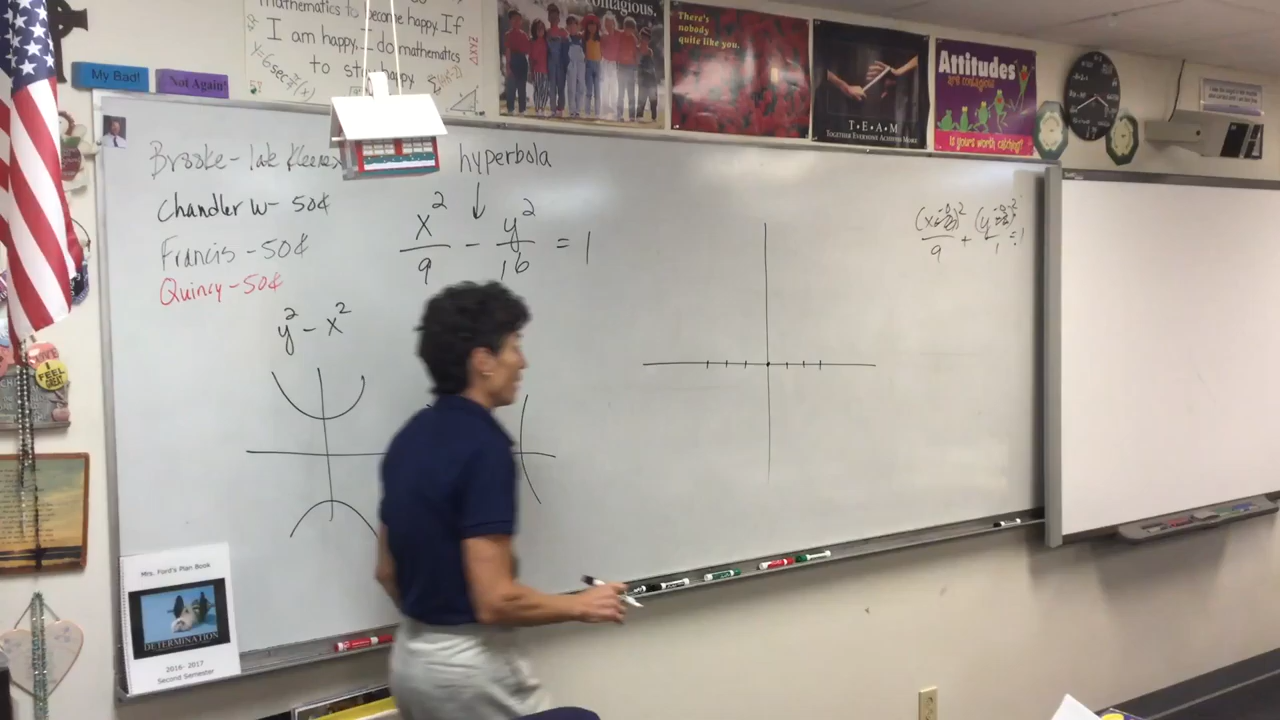 mathematics to become happy. If
I am happy, I do mathematics
to stay happy.
contagious.
There's
nobody
quite like you.
T•E•A•M
TOGETHER EVERYONE ACHIEVES MORE
Attitudes
are contagious
is yours worth catching?
My Bad!
Not Again!
Brooke - late Kleenex
Chandler W - 50¢
Francis - 50¢
Quincy - 50¢
hyperbola
x²/9 - y²/16 = 1
y² - x²
I FEEL
GREAT
Mrs. Ford's Plan Book
DETERMINATION
2016- 2017
Second Semester